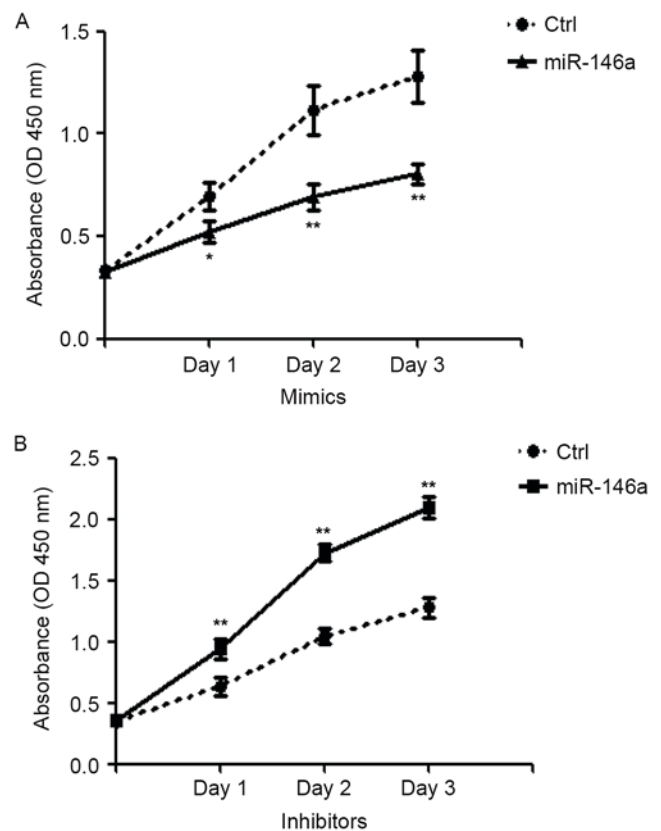 A
Ctrl
miR-146a
Absorbance (OD 450 nm)
1.5
1.0
0.5
0.0
*
**
**
Day 1 Day 2 Day 3
Mimics
B
Ctrl
miR-146a
Absorbance (OD 450 nm)
2.5
2.0
1.5
1.0
0.5
0.0
**
**
**
Day 1 Day 2 Day 3
Inhibitors